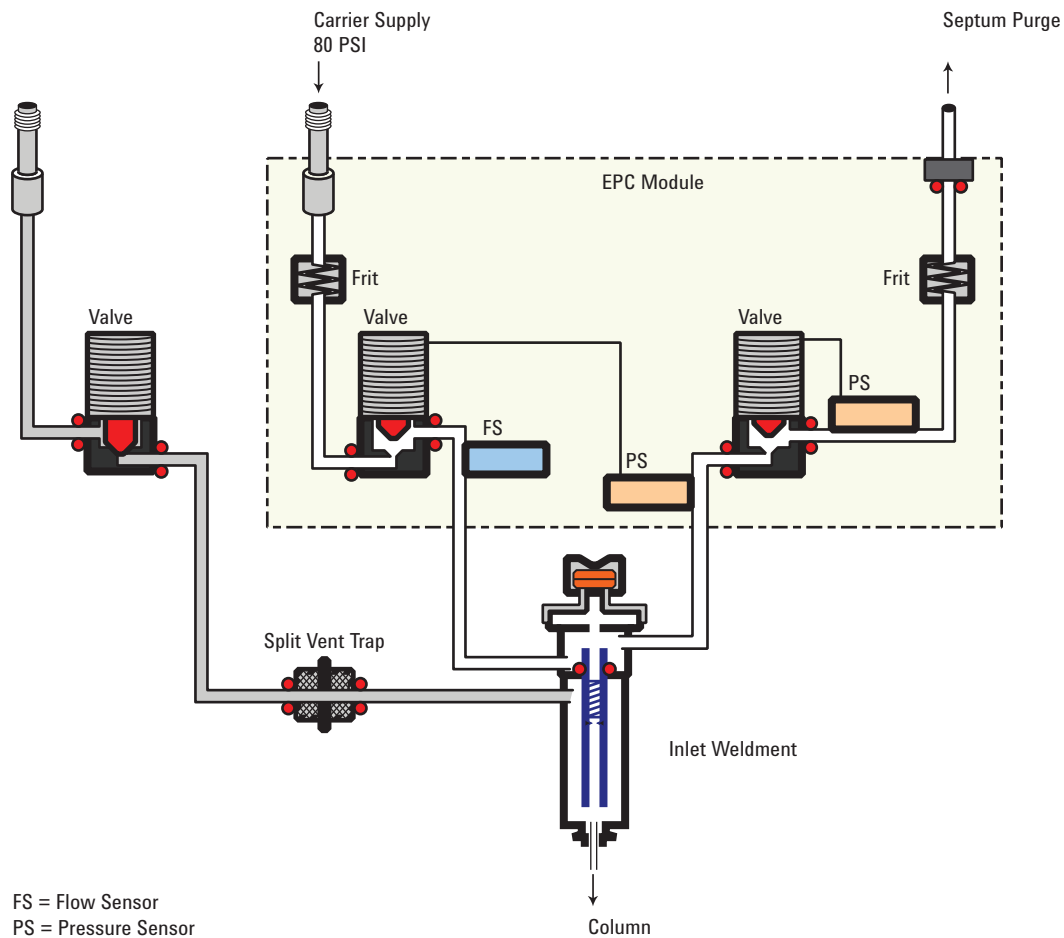 Carrier Supply
80 PSI
Septum Purge
EPC Module
Frit
Frit
Valve
Valve
Valve
PS
FS
PS
Split Vent Trap
Inlet Weldment
FS = Flow Sensor
PS = Pressure Sensor
Column